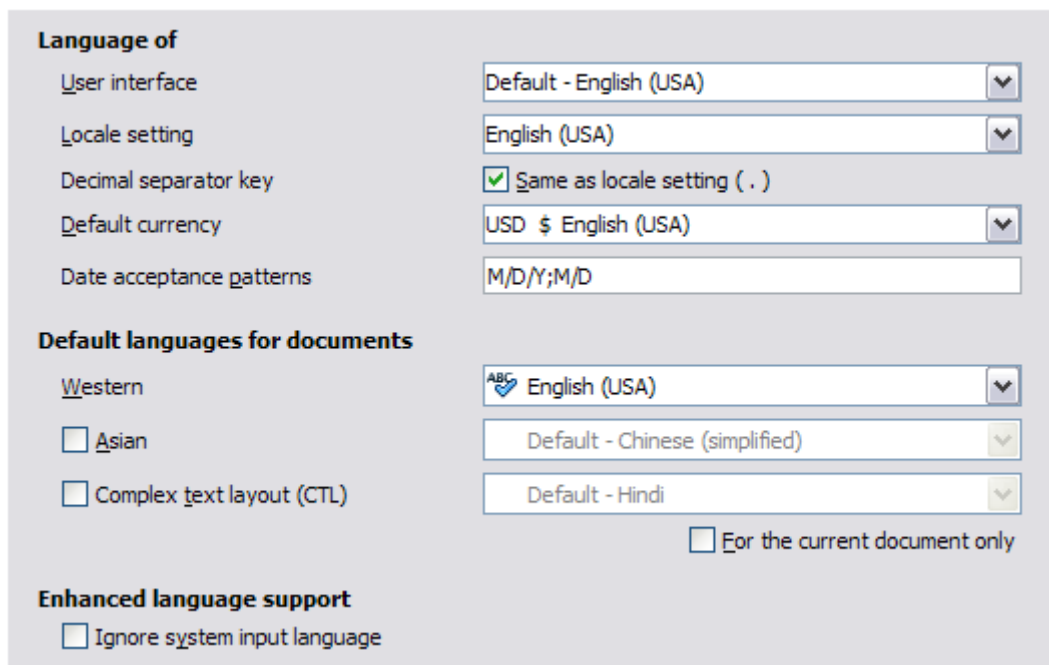 Language of
User interface Default - English (USA)
Locale setting English (USA)
Decimal separator key Same as locale setting ( . )
Default currency USD $ English (USA)
Date acceptance patterns M/D/Y;M/D
Default languages for documents
Western ABC English (USA)
Asian Default - Chinese (simplified)
Complex text layout (CTL) Default - Hindi
For the current document only
Enhanced language support
Ignore system input language